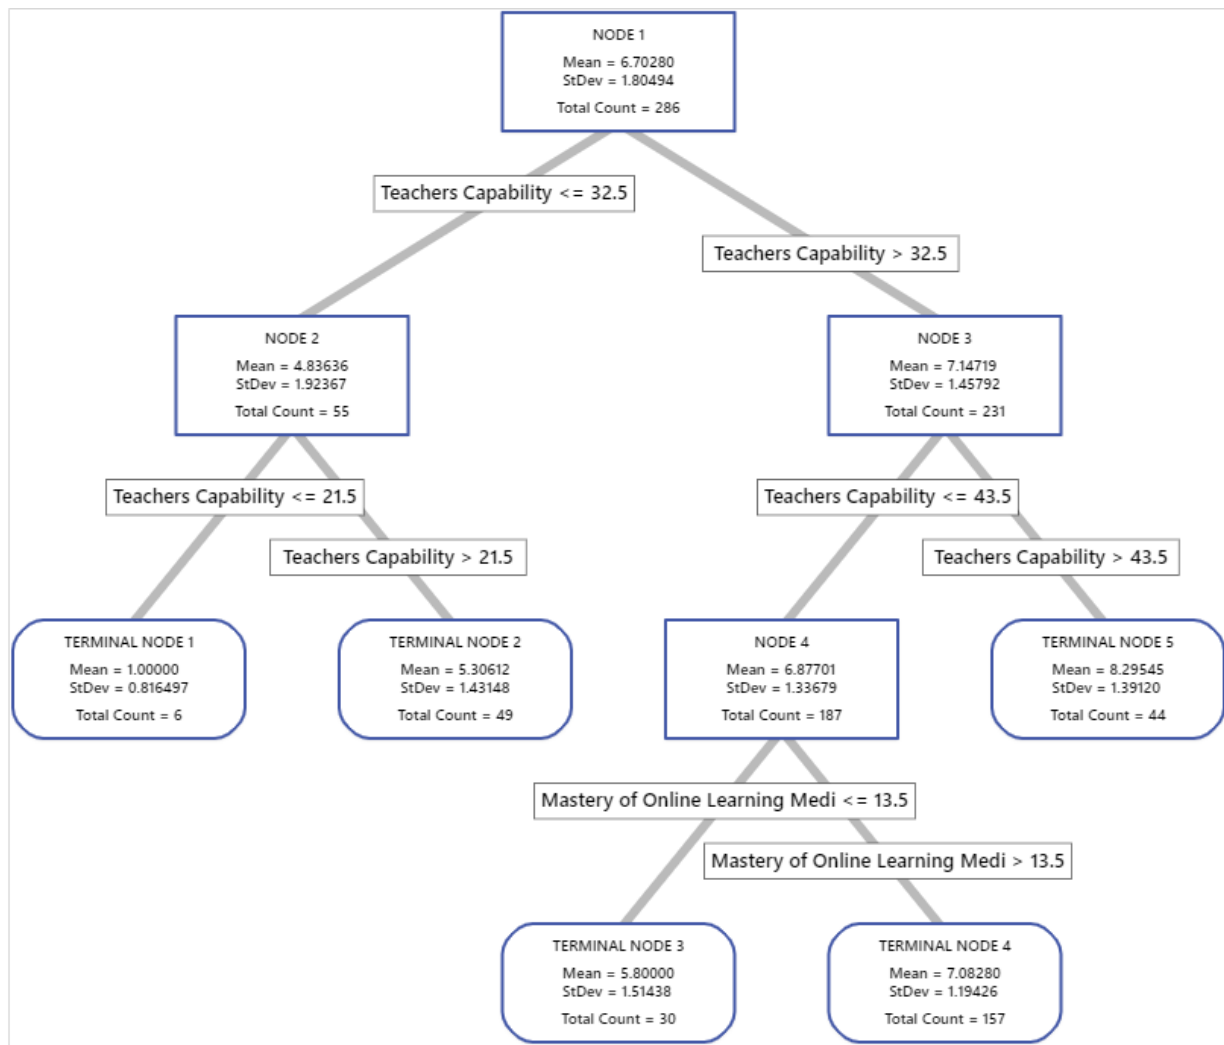 NODE 1
Mean = 6.70280
StDev = 1.80494
Total Count = 286
Teachers Capability <= 32.5
Teachers Capability > 32.5
NODE 2
Mean = 4.83636
StDev = 1.92367
Total Count = 55
NODE 3
Mean = 7.14719
StDev = 1.45792
Total Count = 231
Teachers Capability <= 21.5
Teachers Capability > 21.5
Teachers Capability <= 43.5
Teachers Capability > 43.5
TERMINAL NODE 1
Mean = 1.00000
StDev = 0.816497
Total Count = 6
TERMINAL NODE 2
Mean = 5.30612
StDev = 1.43148
Total Count = 49
NODE 4
Mean = 6.87701
StDev = 1.33679
Total Count = 187
TERMINAL NODE 5
Mean = 8.29545
StDev = 1.39120
Total Count = 44
Mastery of Online Learning Medi <= 13.5
Mastery of Online Learning Medi > 13.5
TERMINAL NODE 3
Mean = 5.80000
StDev = 1.51438
Total Count = 30
TERMINAL NODE 4
Mean = 7.08280
StDev = 1.19426
Total Count = 157